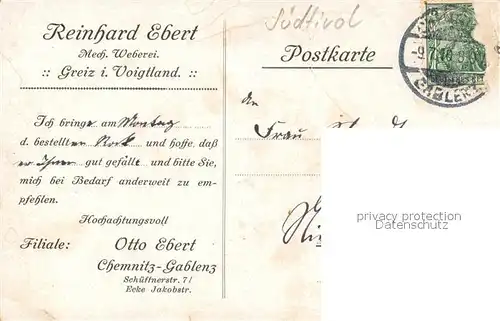 Reinhard Ebert
Mech. Weberei.
:: Greiz i. Voigtland. ::
Südtirol
Postkarte
Ich bringe am Montag
d. bestellten Rock und hoffe, daß
er Ihnen gut gefällt und bitte Sie,
mich bei Bedarf anderweit zu em-
pfehlen.
Hochachtungsvoll
Filiale: Otto Ebert
Chemnitz-Gablenz
Schüffnerstr. 7/
Ecke Jakobstr.
An
Frau
privacy protection
Datenschutz